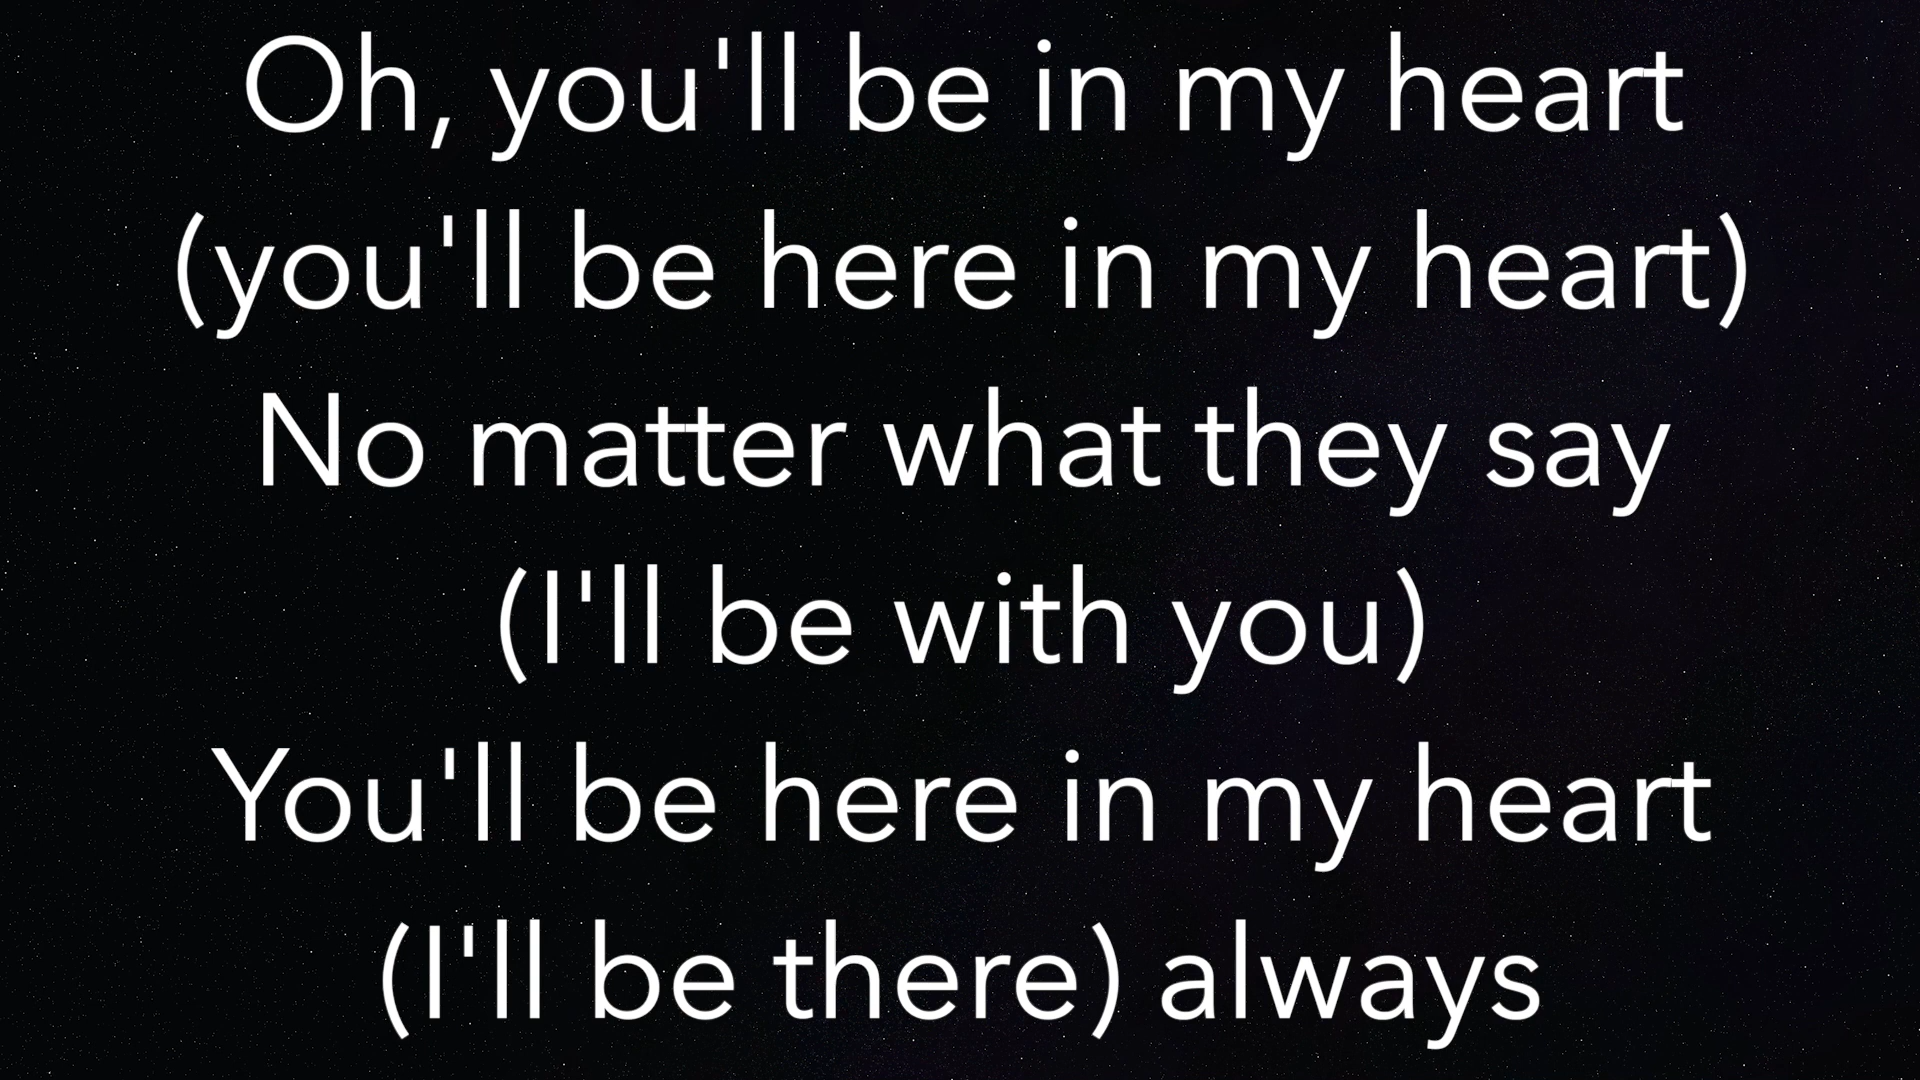 Oh, you'll be in my heart
(you'll be here in my heart)
No matter what they say
(I'll be with you)
You'll be here in my heart
(I'll be there) always